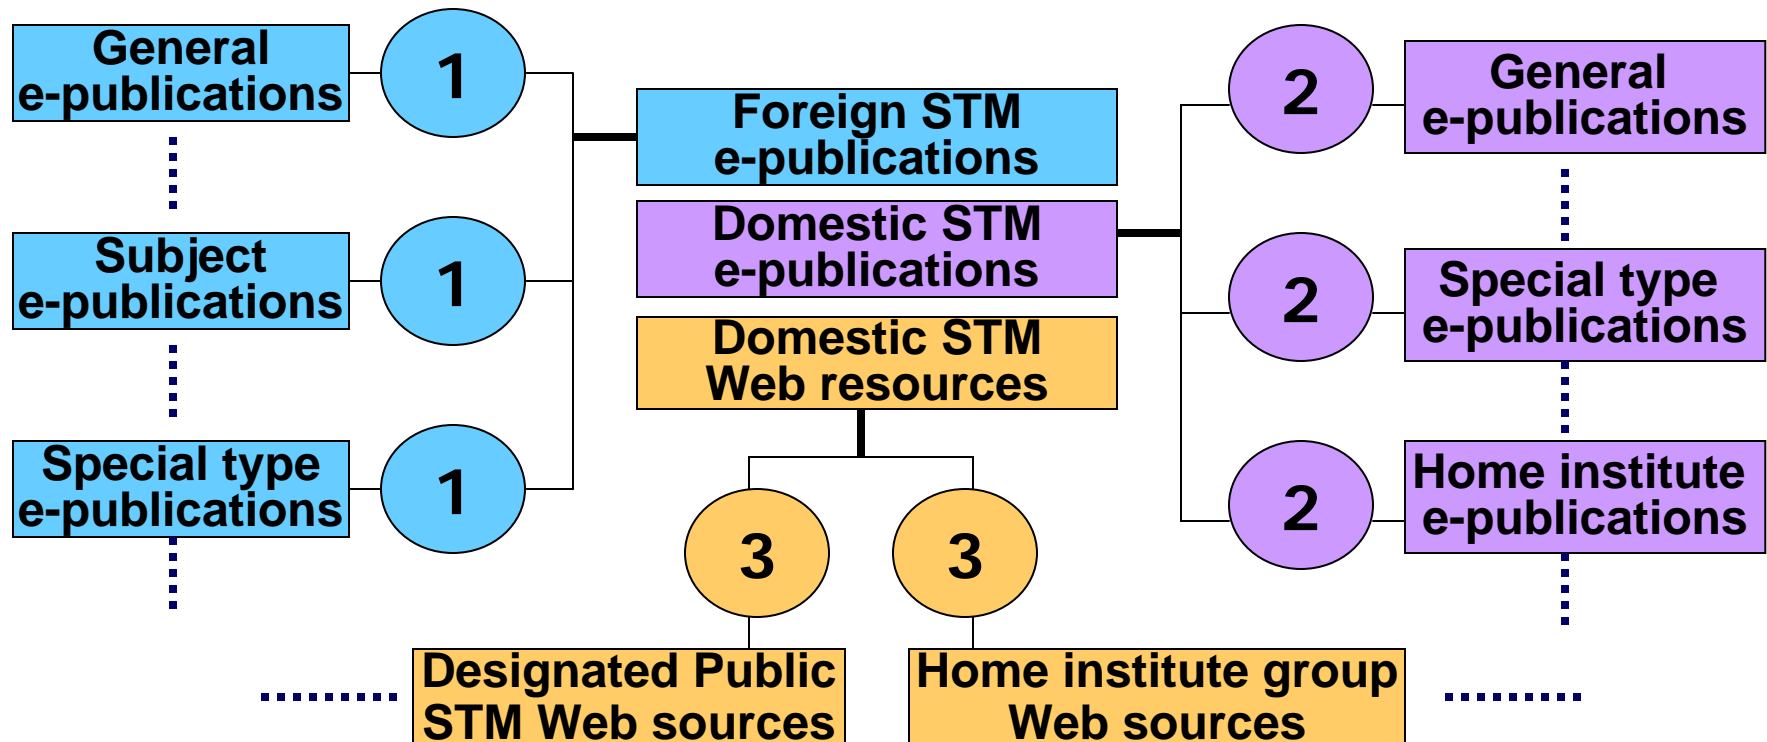 General
e-publications
1
Subject
e-publications
1
Special type
e-publications
1
Foreign STM
e-publications
Domestic STM
e-publications
Domestic STM
Web resources
2
General
e-publications
2
Special type
e-publications
2
Home institute
e-publications
3
3
Designated Public
STM Web sources
Home institute group
Web sources